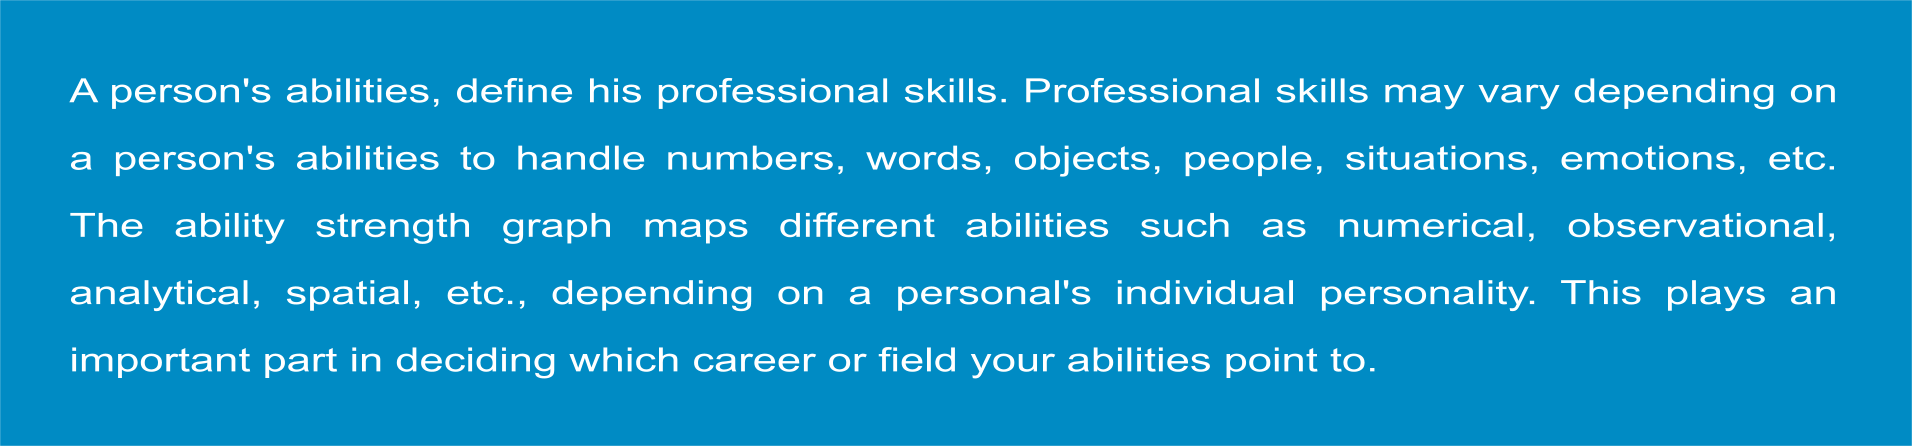 A person's abilities, define his professional skills. Professional skills may vary depending on
a person's abilities to handle numbers, words, objects, people, situations, emotions, etc.
The ability strength graph maps different abilities such as numerical, observational,
analytical, spatial, etc., depending on a personal's individual personality. This plays an
important part in deciding which career or field your abilities point to.